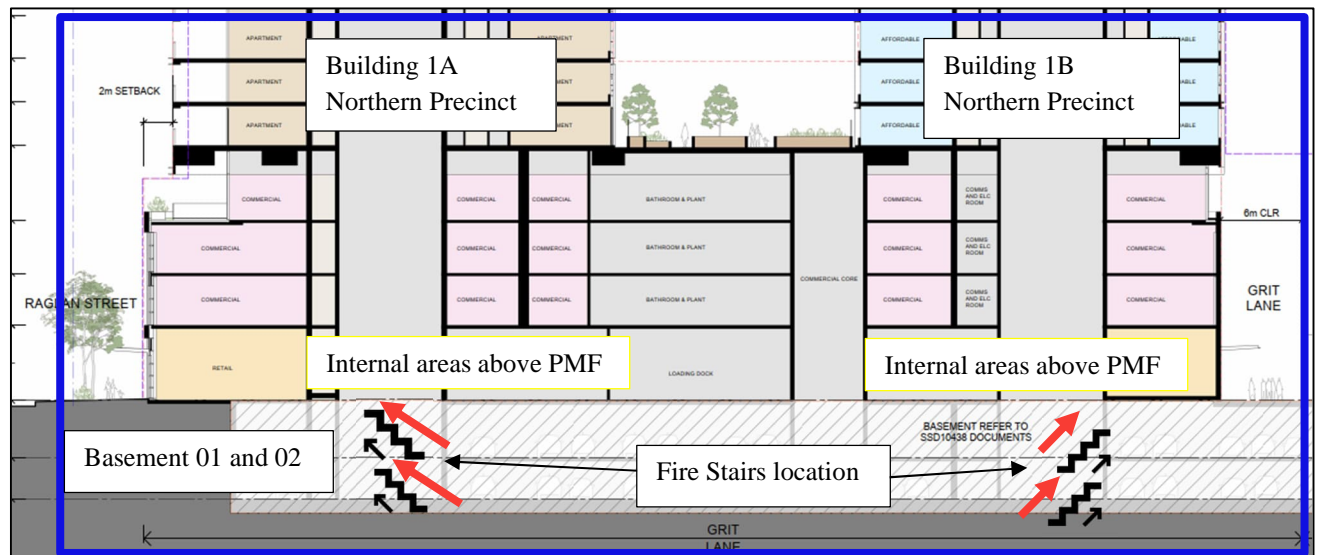 APARTMENT
APARTMENT
AFFORDABLE
AFFORDABLE
Building 1A
Northern Precinct
Building 1B
Northern Precinct
2m SETBACK
APARTMENT
APARTMENT
AFFORDABLE
AFFORDABLE
APARTMENT
MENT
AFFORDABLE
ABLE
COMMERCIAL
COMMERCIAL
COMMERCIAL
BATHROOM & PLANT
COMMERCIAL
COMMS
AND ELC
ROOM
COMMERCIAL
6m CLR
COMMERCIAL
COMMERCIAL
COMMERCIAL
BATHROOM & PLANT
COMMERCIAL
COMMS
AND ELC
ROOM
COMMERCIAL
COMMERCIAL CORE
RAGLAN STREET
COMMERCIAL
COMMERCIAL
COMMERCIAL
BATHROOM & PLANT
COMMERCIAL
COMMS
AND ELC
ROOM
COMMERCIAL
GRIT
LANE
Internal areas above PMF
Internal areas above PMF
RETAIL
LOADING DOCK
BASEMENT REFER TO
SSD10438 DOCUMENTS
Basement 01 and 02
Fire Stairs location
GRIT
LANE